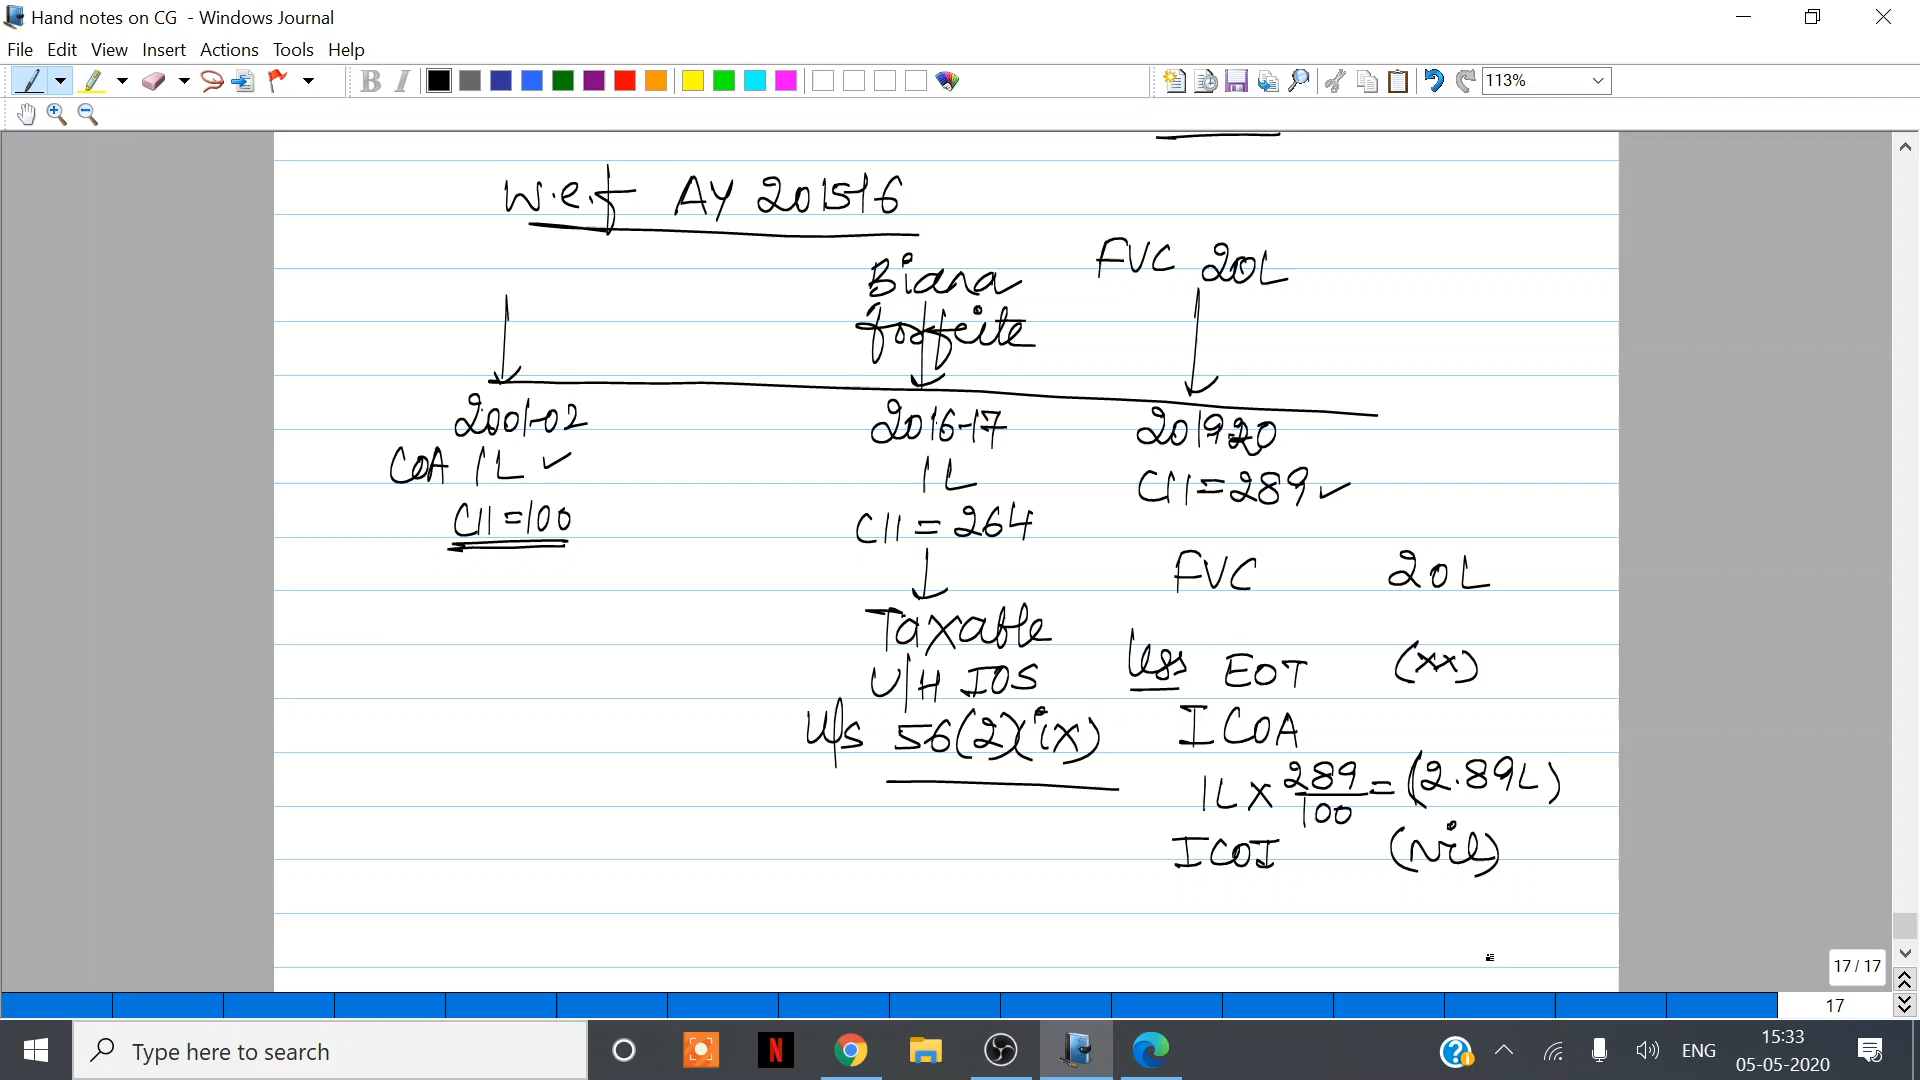 Hand notes on CG - Windows Journal
File Edit View Insert Actions Tools Help
B I
113%
W.e.f AY 2015-16
Biana
forfeite
FVC 20L
2001-02
COA 1L ✓
CII = 100
2016-17
1L
CII = 264
Taxable
U/H IOS
U/s 56(2)(ix)
2019-20
CII = 289 ✓
FVC 20L
less EOT (xx)
ICOA
1L x 289/100 = (2.89L)
ICOI (Nil)
17 / 17
17
Type here to search
N
ENG
15:33
05-05-2020